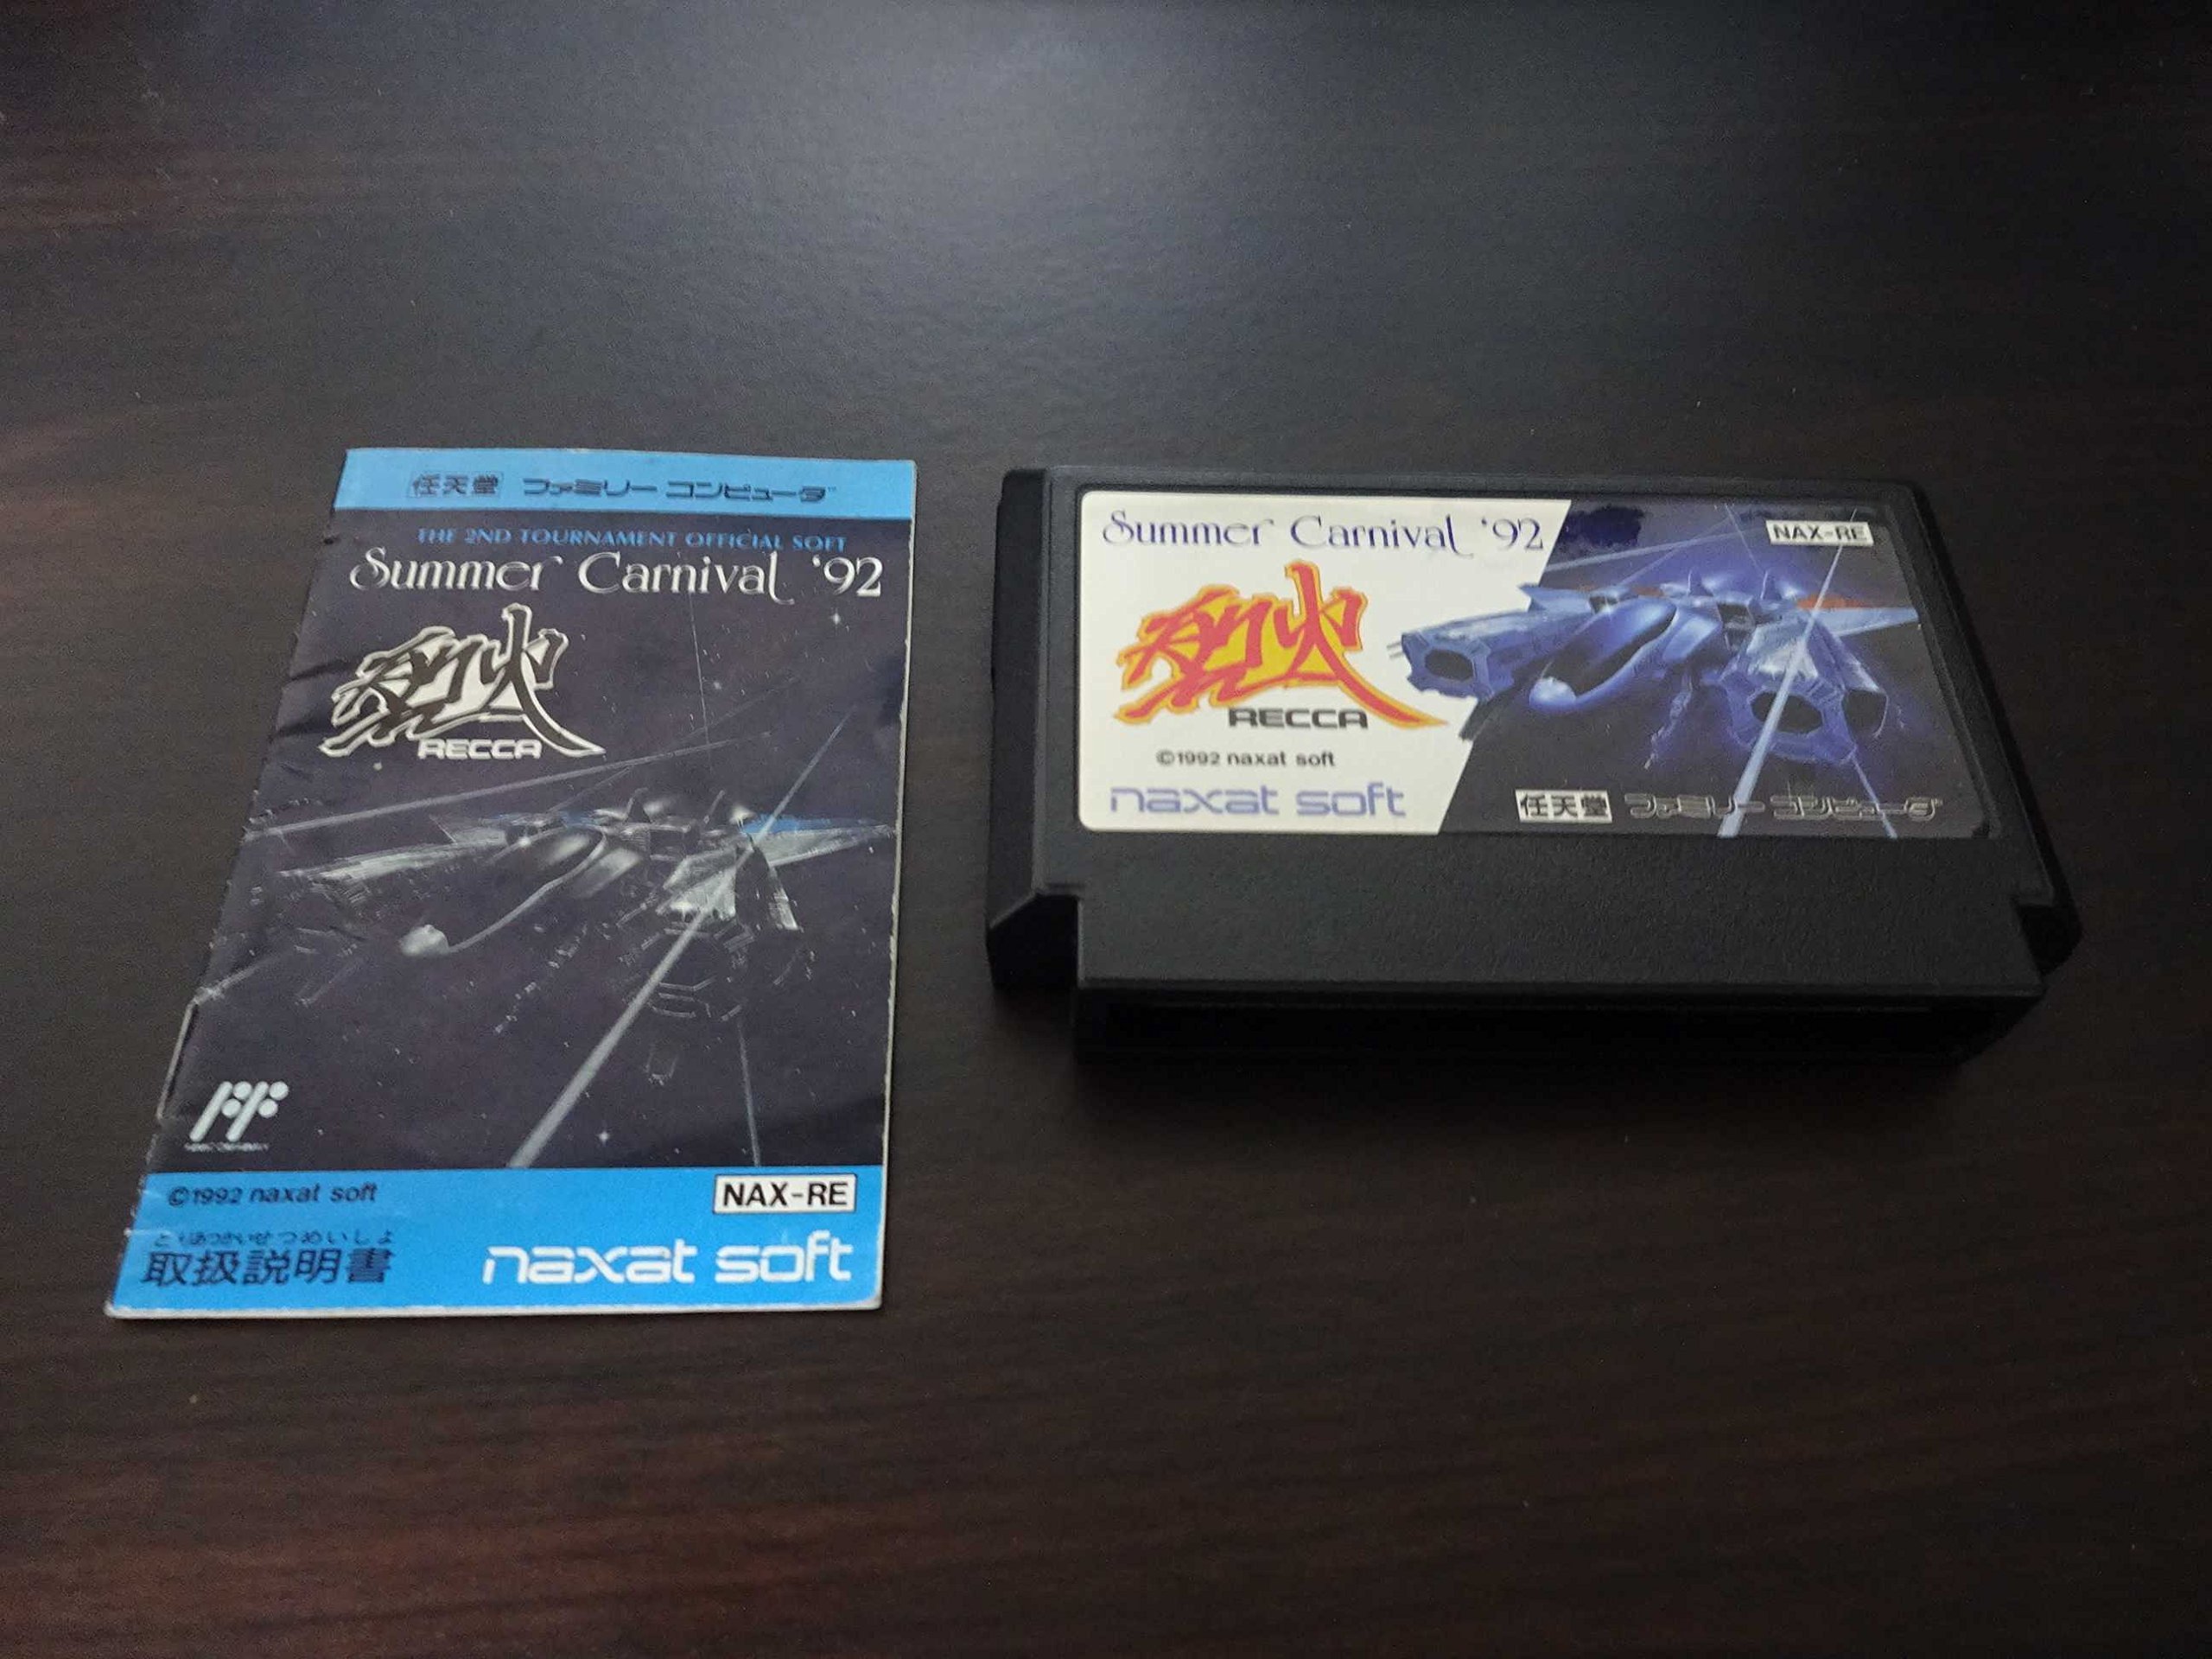 任天堂 ファミリー コンピュータ™
THE 2ND TOURNAMENT OFFICIAL SOFT
Summer Carnival '92
烈火
RECCA
©1992 naxat soft
NAX-RE
とりあつかいせつめいしょ
取扱説明書
naxat soft
Summer Carnival '92
NAX-RE
烈火
RECCA
©1992 naxat soft
naxat soft
任天堂 ファミリー コンピュータ™